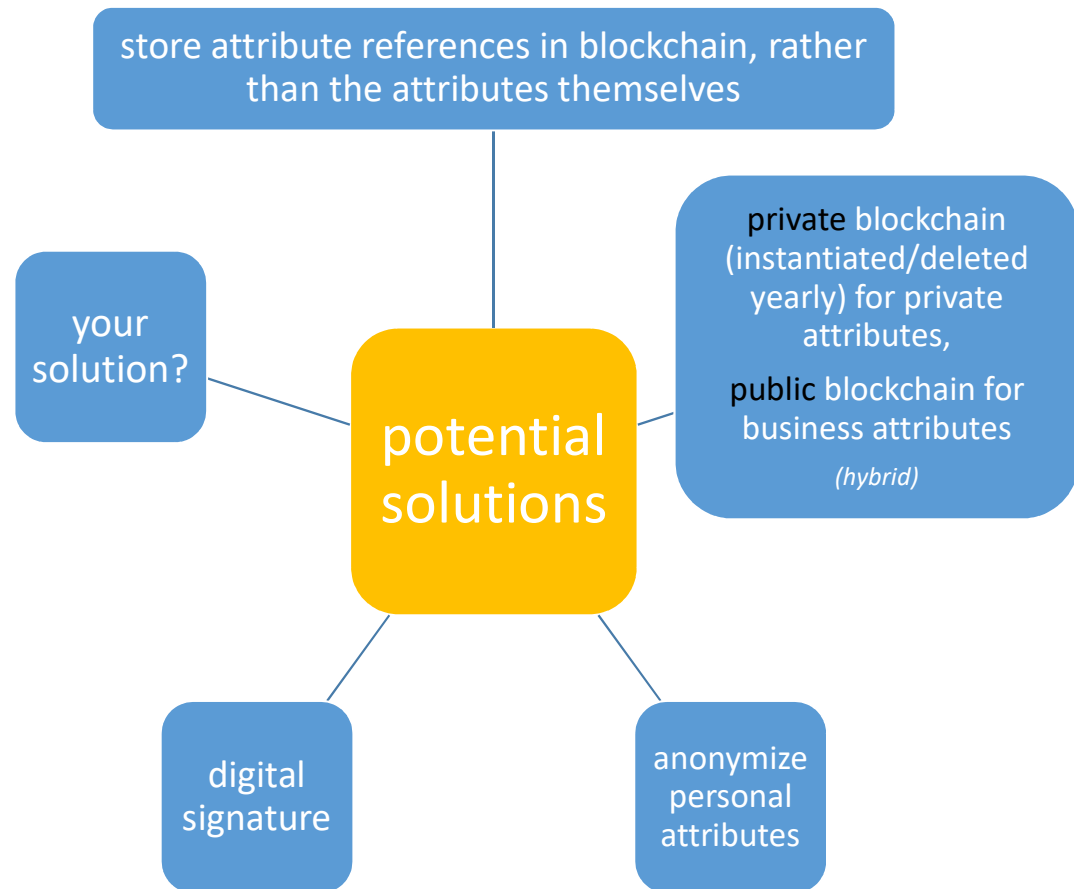 store attribute references in blockchain, rather
than the attributes themselves
private blockchain
(instantiated/deleted
yearly) for private
attributes,
public blockchain for
business attributes
(hybrid)
your
solution?
potential
solutions
digital
signature
anonymize
personal
attributes